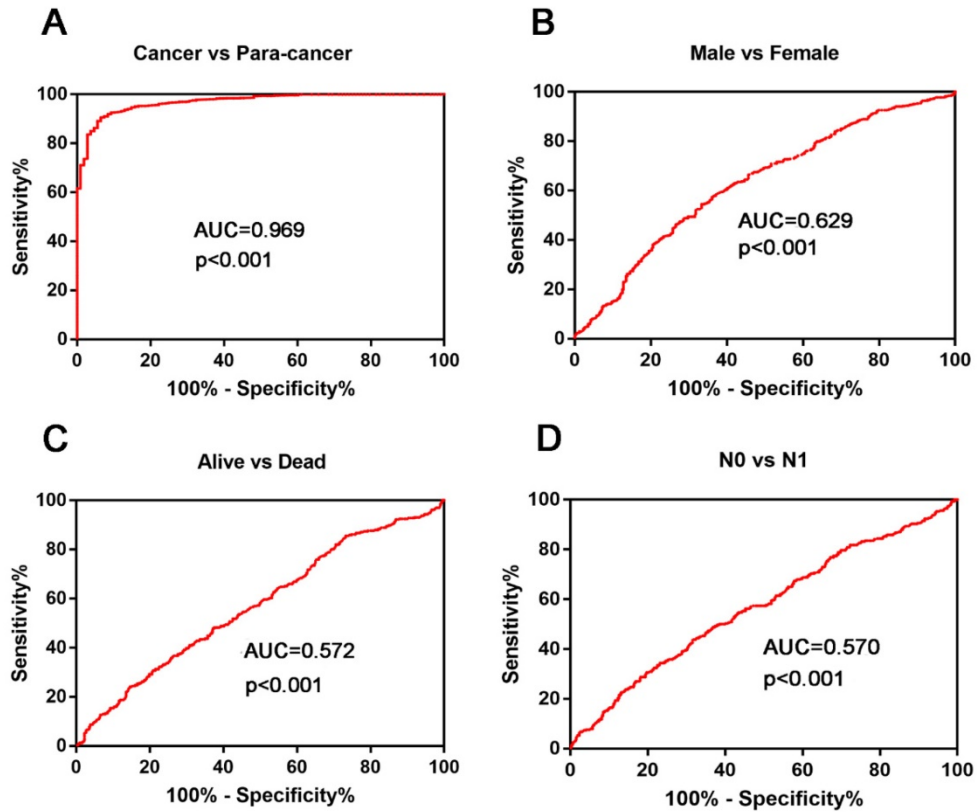 A
Cancer vs Para-cancer
Sensitivity%
100
80
60
40
20
0
AUC=0.969
p<0.001
0 20 40 60 80 100
100% - Specificity%
B
Male vs Female
Sensitivity%
100
80
60
40
20
0
AUC=0.629
p<0.001
0 20 40 60 80 100
100% - Specificity%
C
Alive vs Dead
Sensitivity%
100
80
60
40
20
0
AUC=0.572
p<0.001
0 20 40 60 80 100
100% - Specificity%
D
N0 vs N1
Sensitivity%
100
80
60
40
20
0
AUC=0.570
p<0.001
0 20 40 60 80 100
100% - Specificity%